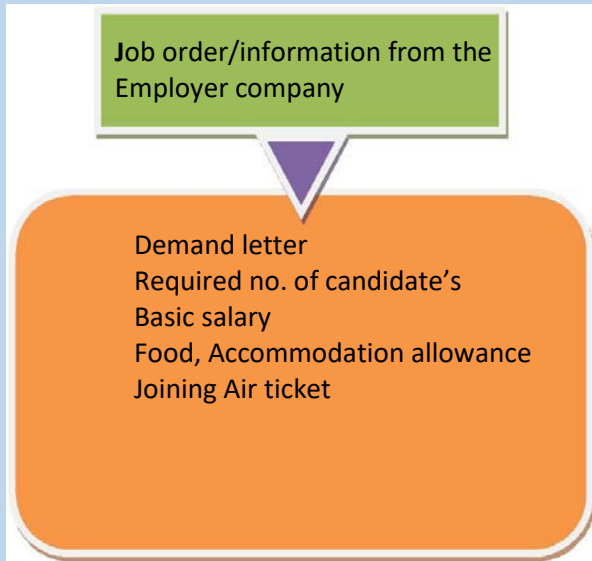 Job order/information from the
Employer company
Demand letter
Required no. of candidate’s
Basic salary
Food, Accommodation allowance
Joining Air ticket